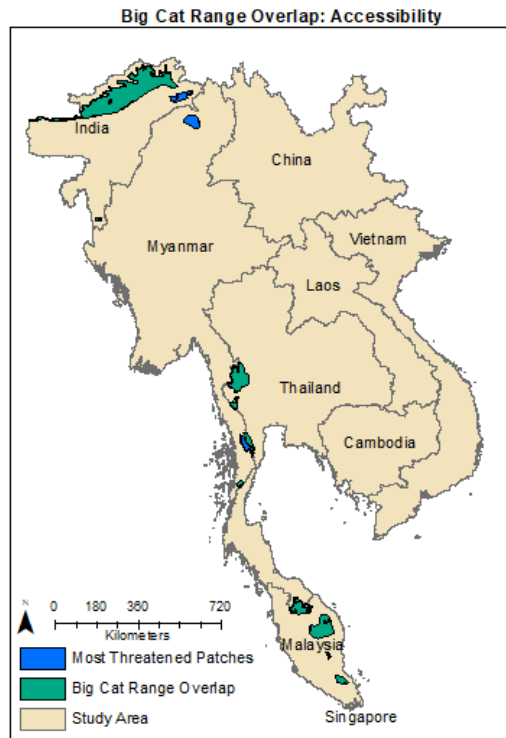 Big Cat Range Overlap: Accessibility
India
China
Myanmar
Vietnam
Laos
Thailand
Cambodia
N
0 180 360 720
Kilometers
Malaysia
Most Threatened Patches
Big Cat Range Overlap
Study Area
Singapore